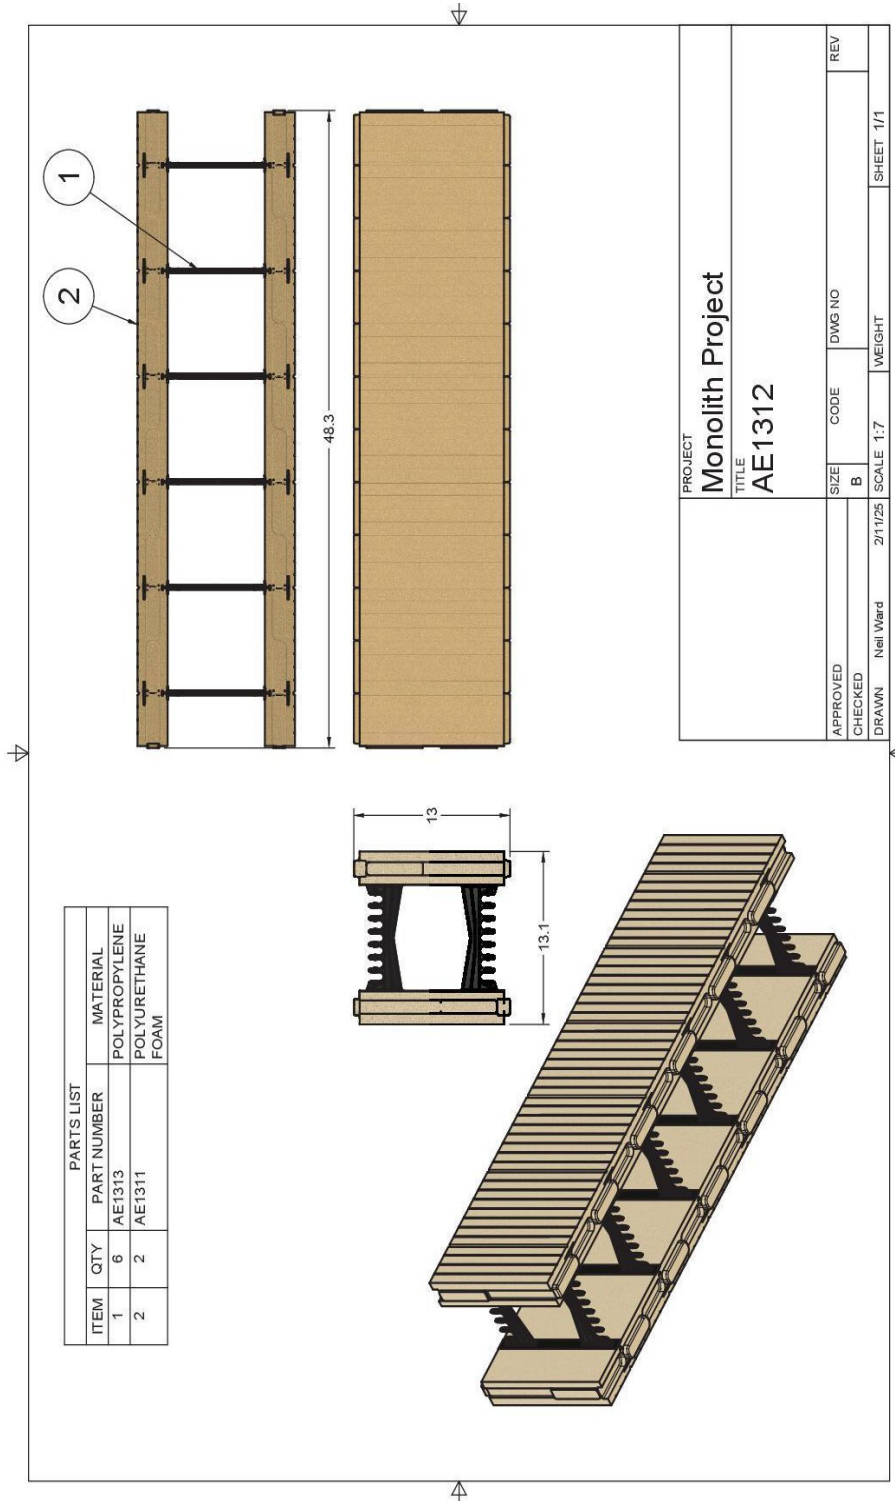 PARTS LIST
ITEM QTY PART NUMBER MATERIAL
1 6 AE1313 POLYPROPYLENE
2 2 AE1311 POLYURETHANE
FOAM
2
1
48.3
13
13.1
PROJECT
Monolith Project
TITLE
AE1312
APPROVED
CHECKED
DRAWN Neil Ward 2/11/25
SIZE CODE DWG NO REV
B
SCALE 1:7 WEIGHT SHEET 1/1